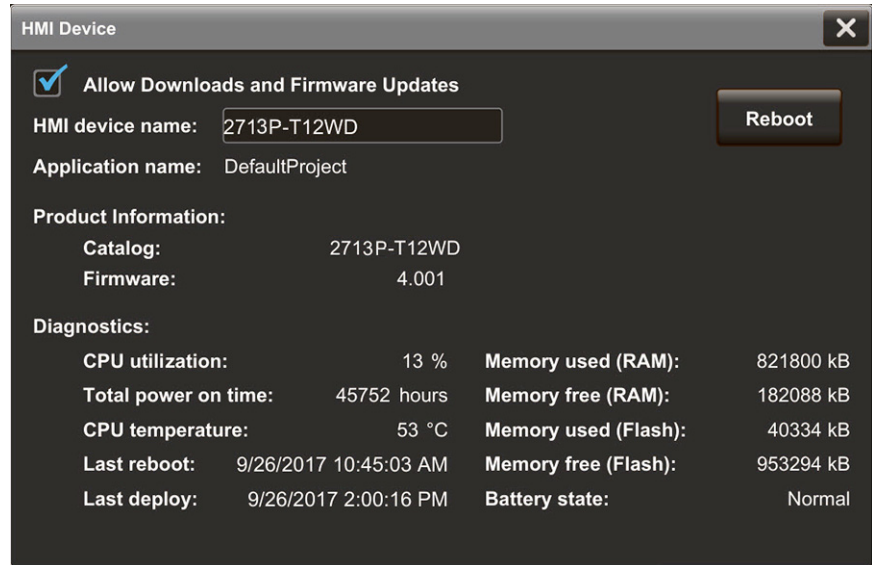 HMI Device
Allow Downloads and Firmware Updates
HMI device name: 2713P-T12WD
Reboot
Application name: DefaultProject
Product Information:
Catalog: 2713P-T12WD
Firmware: 4.001
Diagnostics:
CPU utilization: 13 % Memory used (RAM): 821800 kB
Total power on time: 45752 hours Memory free (RAM): 182088 kB
CPU temperature: 53 °C Memory used (Flash): 40334 kB
Last reboot: 9/26/2017 10:45:03 AM Memory free (Flash): 953294 kB
Last deploy: 9/26/2017 2:00:16 PM Battery state: Normal